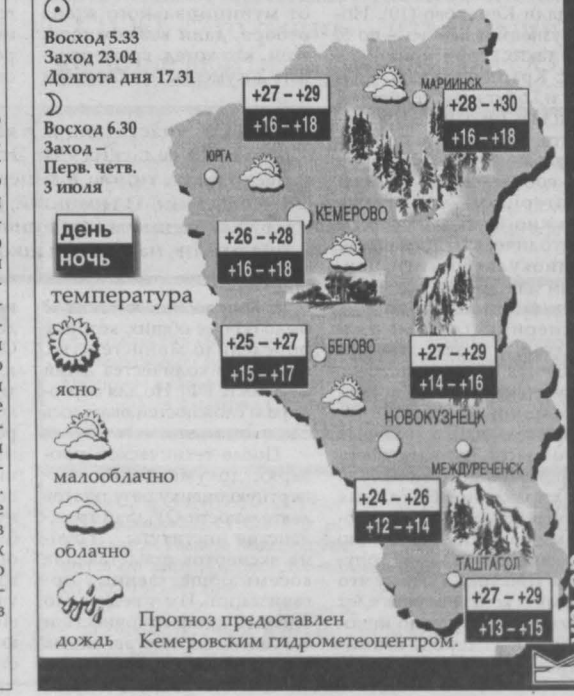 Восход 5.33
Заход 23.04
Долгота дня 17.31
Восход 6.30
Заход –
Перв. четв.
3 июля
день
ночь
температура
ясно
малооблачно
облачно
дождь
+27 – +29
+16 – +18
МАРИИНСК
+28 – +30
+16 – +18
ЮРГА
КЕМЕРОВО
+26 – +28
+16 – +18
+25 – +27
+15 – +17
БЕЛОВО
+27 – +29
+14 – +16
НОВОКУЗНЕЦК
МЕЖДУРЕЧЕНСК
+24 – +26
+12 – +14
ТАШТАГОЛ
+27 – +29
+13 – +15
Прогноз предоставлен
Кемеровским гидрометеоцентром.